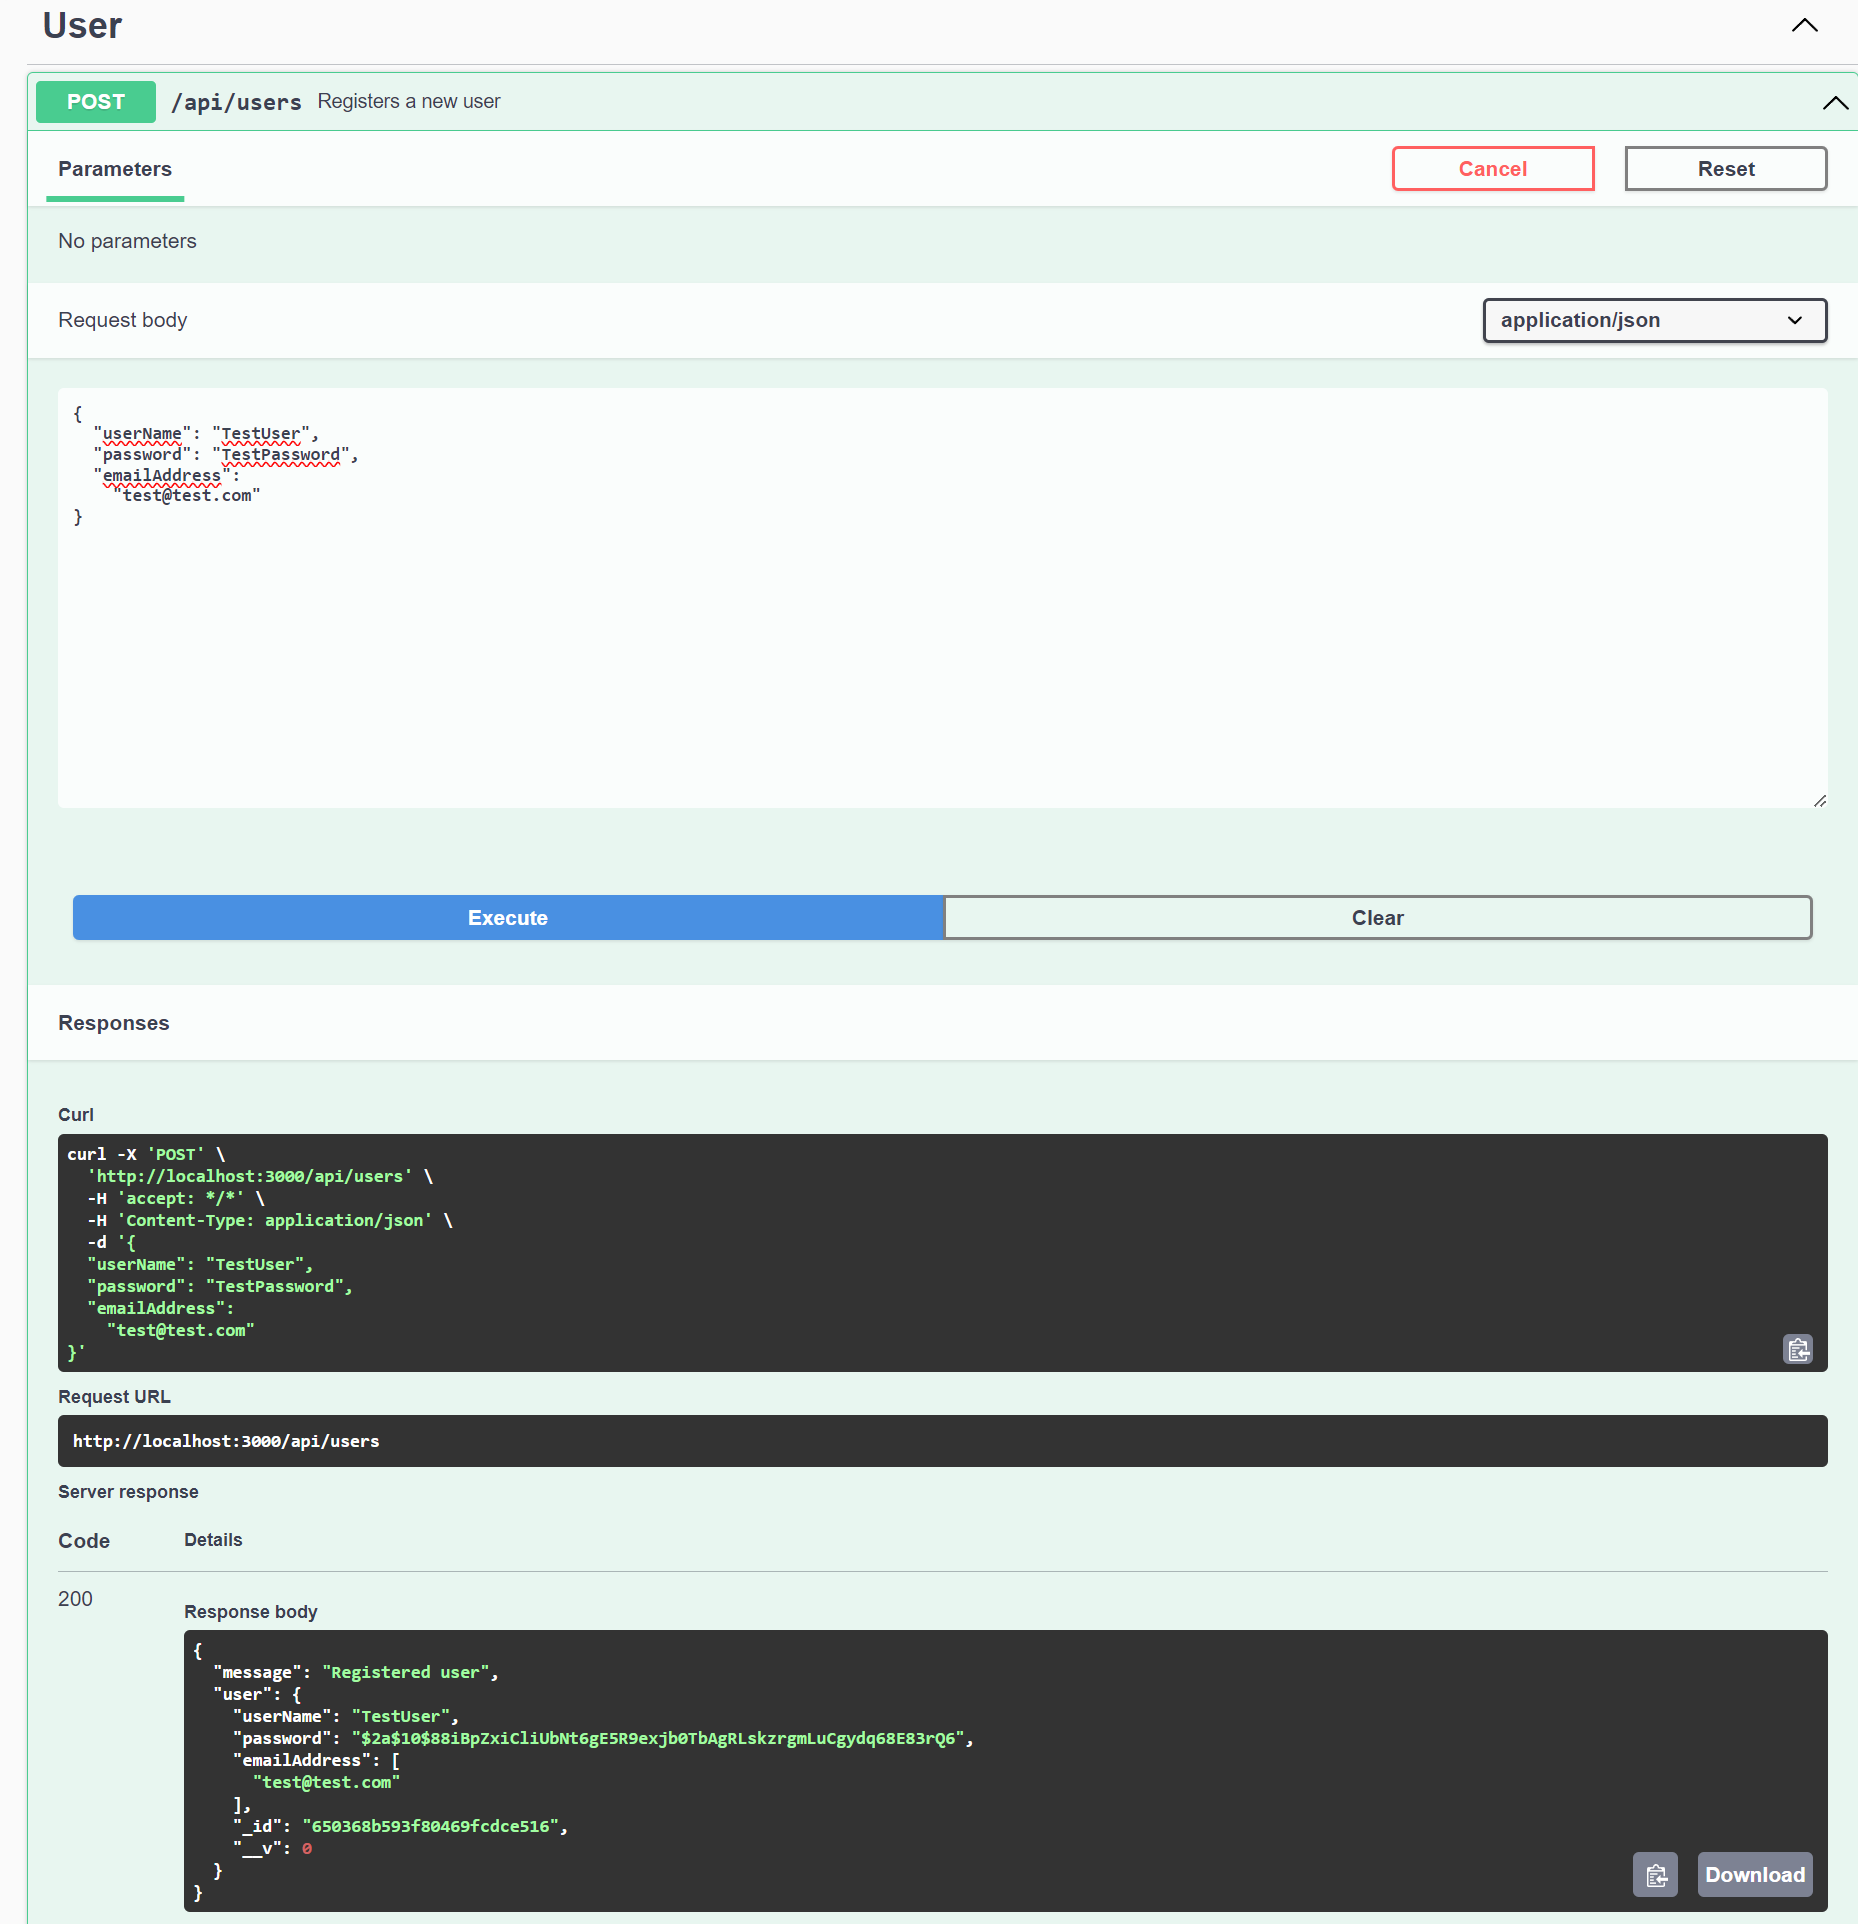 User
POST /api/users Registers a new user
Parameters Cancel Reset
No parameters
Request body application/json
{
  "userName": "TestUser",
  "password": "TestPassword",
  "emailAddress":
    "test@test.com"
}
Execute Clear
Responses
Curl
curl -X 'POST' \
  'http://localhost:3000/api/users' \
  -H 'accept: */*' \
  -H 'Content-Type: application/json' \
  -d '{
  "userName": "TestUser",
  "password": "TestPassword",
  "emailAddress":
    "test@test.com"
}'
Request URL
http://localhost:3000/api/users
Server response
Code Details
200
Response body
{
  "message": "Registered user",
  "user": {
    "userName": "TestUser",
    "password": "$2a$10$88iBpZxiCliUbNt6gE5R9exjb0TbAgRLskzrgmLuCgydq68E83rQ6",
    "emailAddress": [
      "test@test.com"
    ],
    "_id": "650368b593f80469fcdce516",
    "__v": 0
  }
}
Download